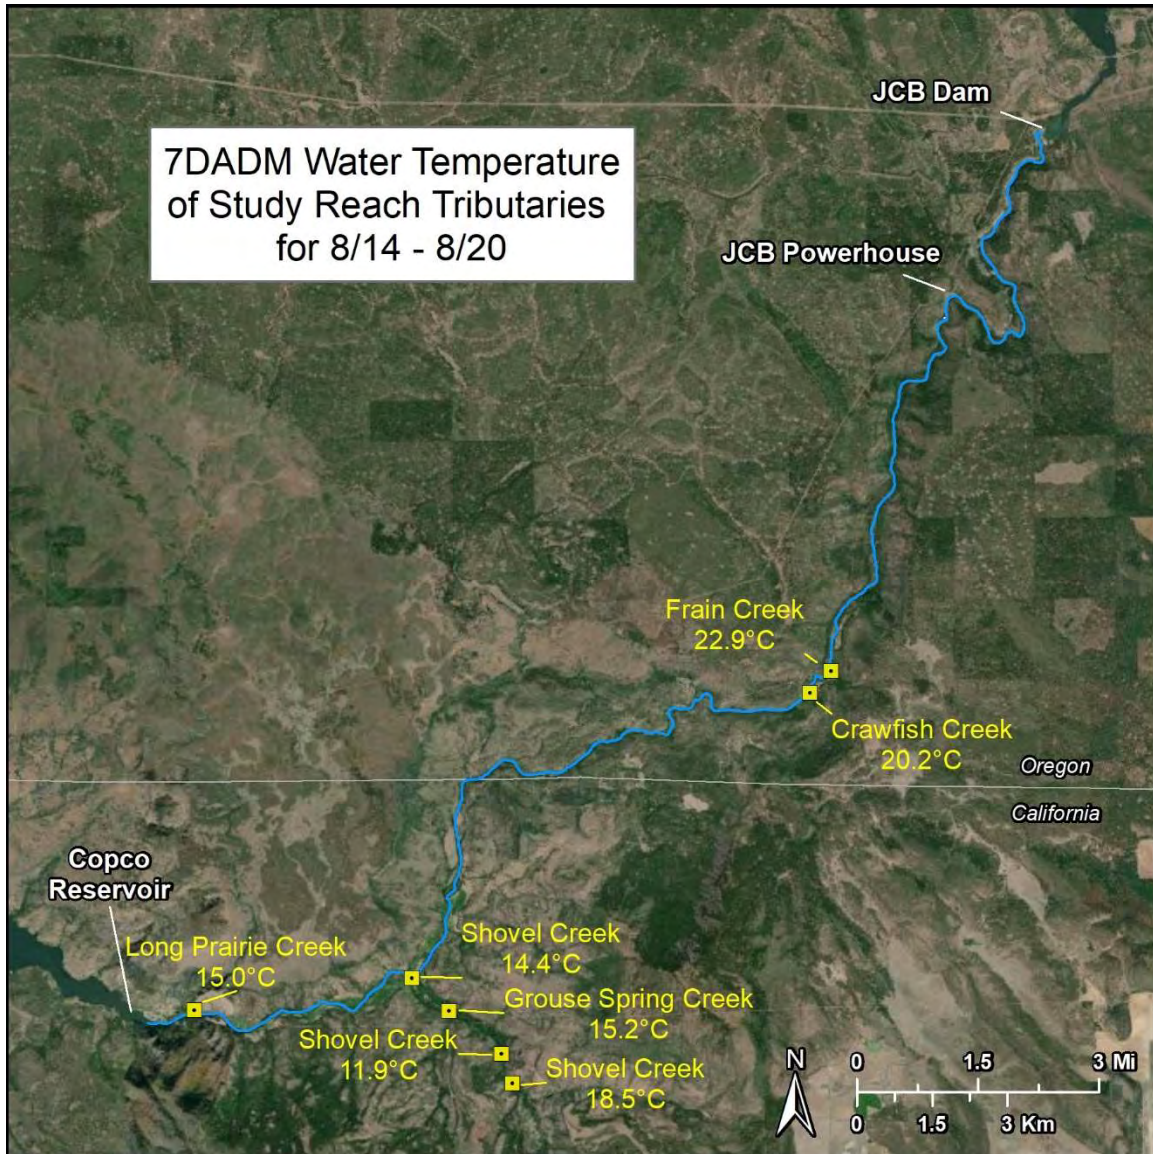 JCB Dam
7DADM Water Temperature
of Study Reach Tributaries
for 8/14 - 8/20
JCB Powerhouse
Frain Creek
22.9°C
Crawfish Creek
20.2°C
Oregon
California
Copco
Reservoir
Long Prairie Creek
15.0°C
Shovel Creek
14.4°C
Grouse Spring Creek
15.2°C
Shovel Creek
11.9°C
Shovel Creek
18.5°C
N
0 1.5 3 Mi
0 1.5 3 Km